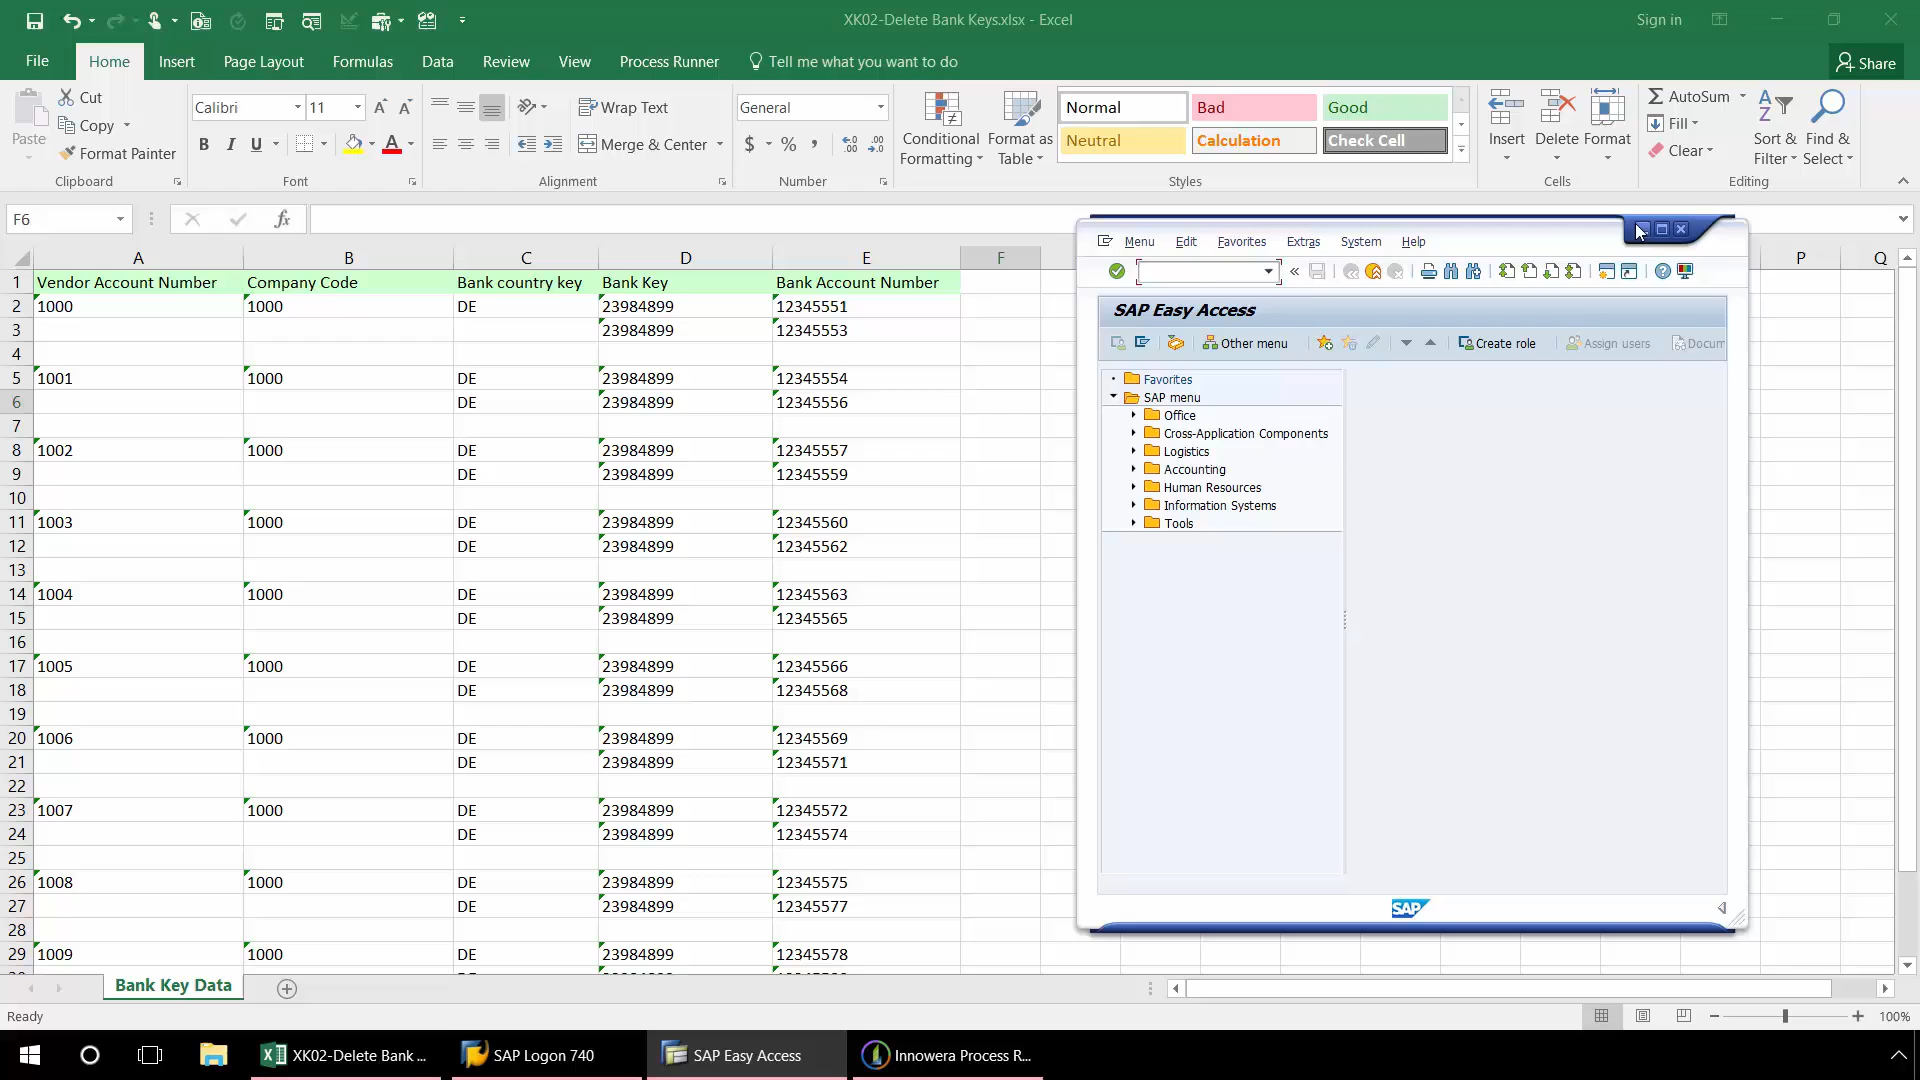 XK02-Delete Bank Keys.xlsx - Excel
Sign in
File Home Insert Page Layout Formulas Data Review View Process Runner Tell me what you want to do
Share
Paste
Cut
Copy
Format Painter
Clipboard
Calibri 11
B I U
Font
Wrap Text
Merge & Center
Alignment
General
$ % ,
Number
Conditional Formatting
Format as Table
Normal Bad Good
Neutral Calculation Check Cell
Styles
Insert Delete Format
Cells
AutoSum
Fill
Clear
Sort & Filter
Find & Select
Editing
F6
fx
A B C D E F P Q
1 Vendor Account Number Company Code Bank country key Bank Key Bank Account Number
2 1000 1000 DE 23984899 12345551
3 23984899 12345553
4
5 1001 1000 DE 23984899 12345554
6 DE 23984899 12345556
7
8 1002 1000 DE 23984899 12345557
9 DE 23984899 12345559
10
11 1003 1000 DE 23984899 12345560
12 DE 23984899 12345562
13
14 1004 1000 DE 23984899 12345563
15 DE 23984899 12345565
16
17 1005 1000 DE 23984899 12345566
18 DE 23984899 12345568
19
20 1006 1000 DE 23984899 12345569
21 DE 23984899 12345571
22
23 1007 1000 DE 23984899 12345572
24 DE 23984899 12345574
25
26 1008 1000 DE 23984899 12345575
27 DE 23984899 12345577
28
29 1009 1000 DE 23984899 12345578
Menu Edit Favorites Extras System Help
SAP Easy Access
Other menu Create role Assign users Docum
Favorites
SAP menu
Office
Cross-Application Components
Logistics
Accounting
Human Resources
Information Systems
Tools
SAP
Bank Key Data
Ready
100%
XK02-Delete Bank ...
SAP Logon 740
SAP Easy Access
Innowera Process R...